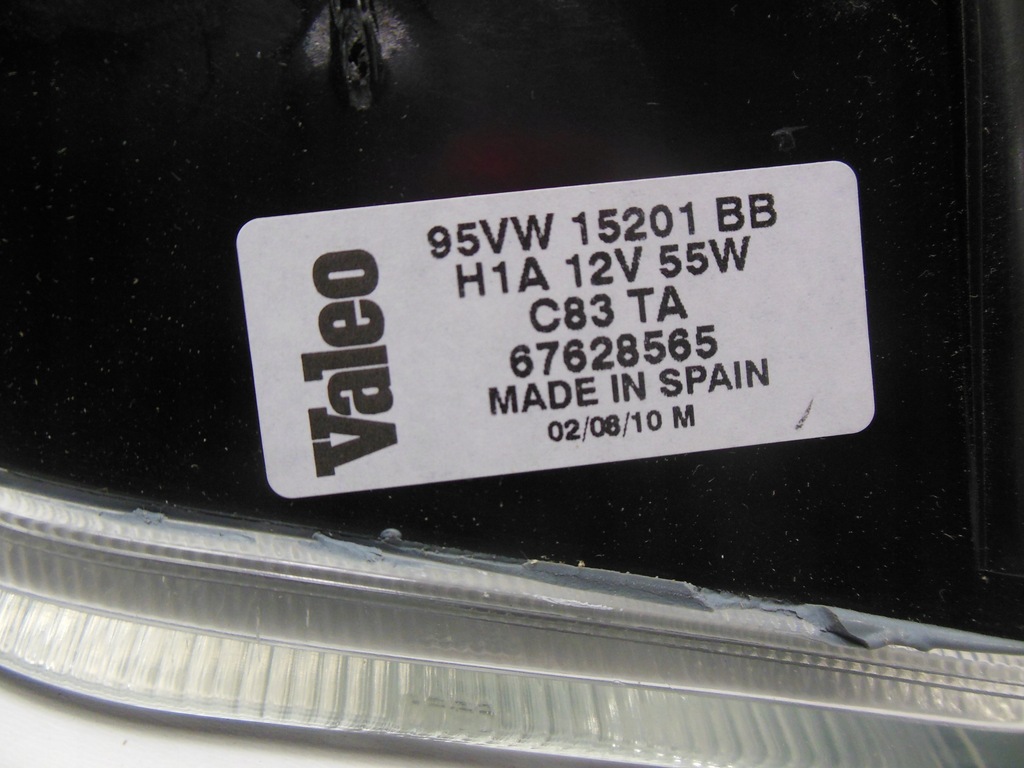 Valeo
95VW 15201 BB
H1A 12V 55W
C83 TA
67628565
MADE IN SPAIN
02/08/10 M